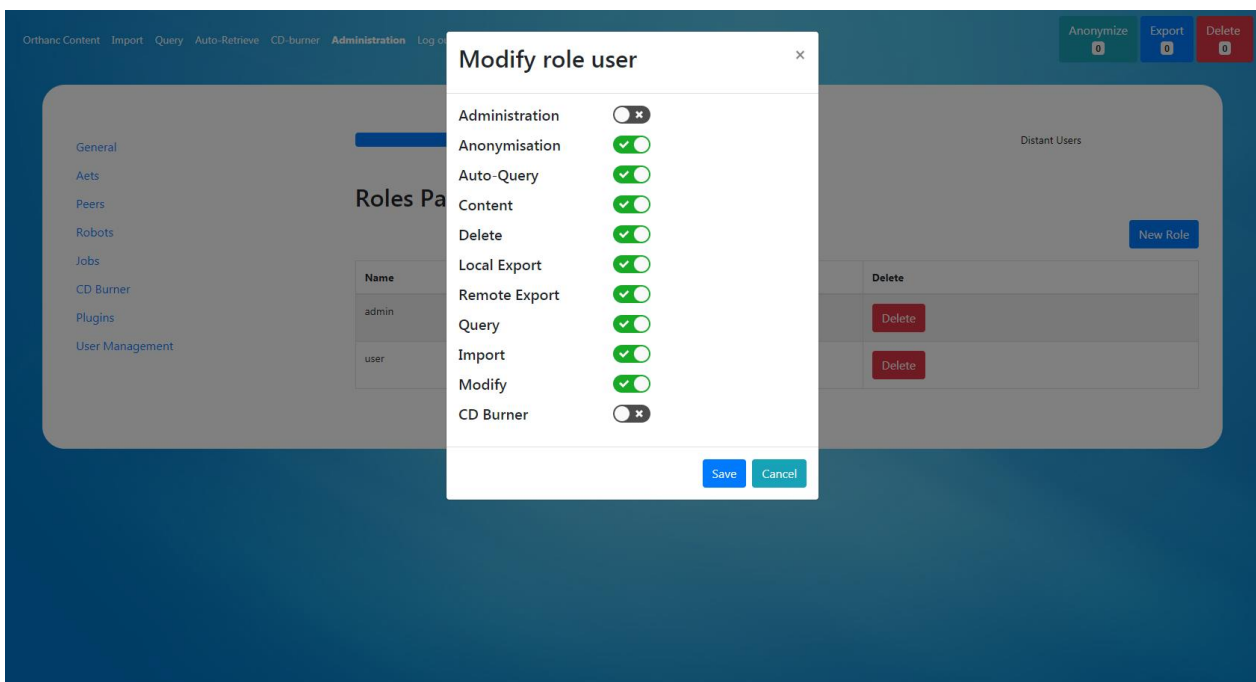 Orthanc Content Import Query Auto-Retrieve CD-burner Administration Log o
Anonymize
0
Export
0
Delete
0
Modify role user
×
Administration
Anonymisation
Auto-Query
Content
Delete
Local Export
Remote Export
Query
Import
Modify
CD Burner
Save Cancel
General
Aets
Peers
Robots
Jobs
CD Burner
Plugins
User Management
Distant Users
Roles Pa
New Role
Name Delete
admin Delete
user Delete